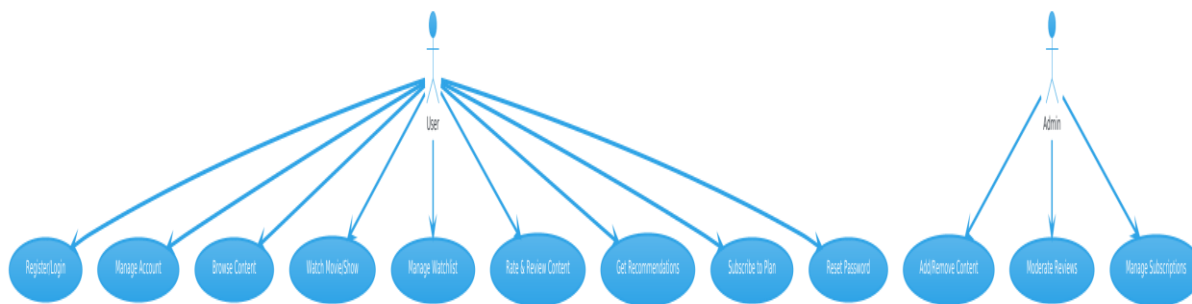 User
Admin
Register/Login
Manage Account
Browse Content
Watch Movie/Show
Manage Watchlist
Rate & Review Content
Get Recommendations
Subscribe to Plan
Reset Password
Add/Remove Content
Moderate Reviews
Manage Subscriptions